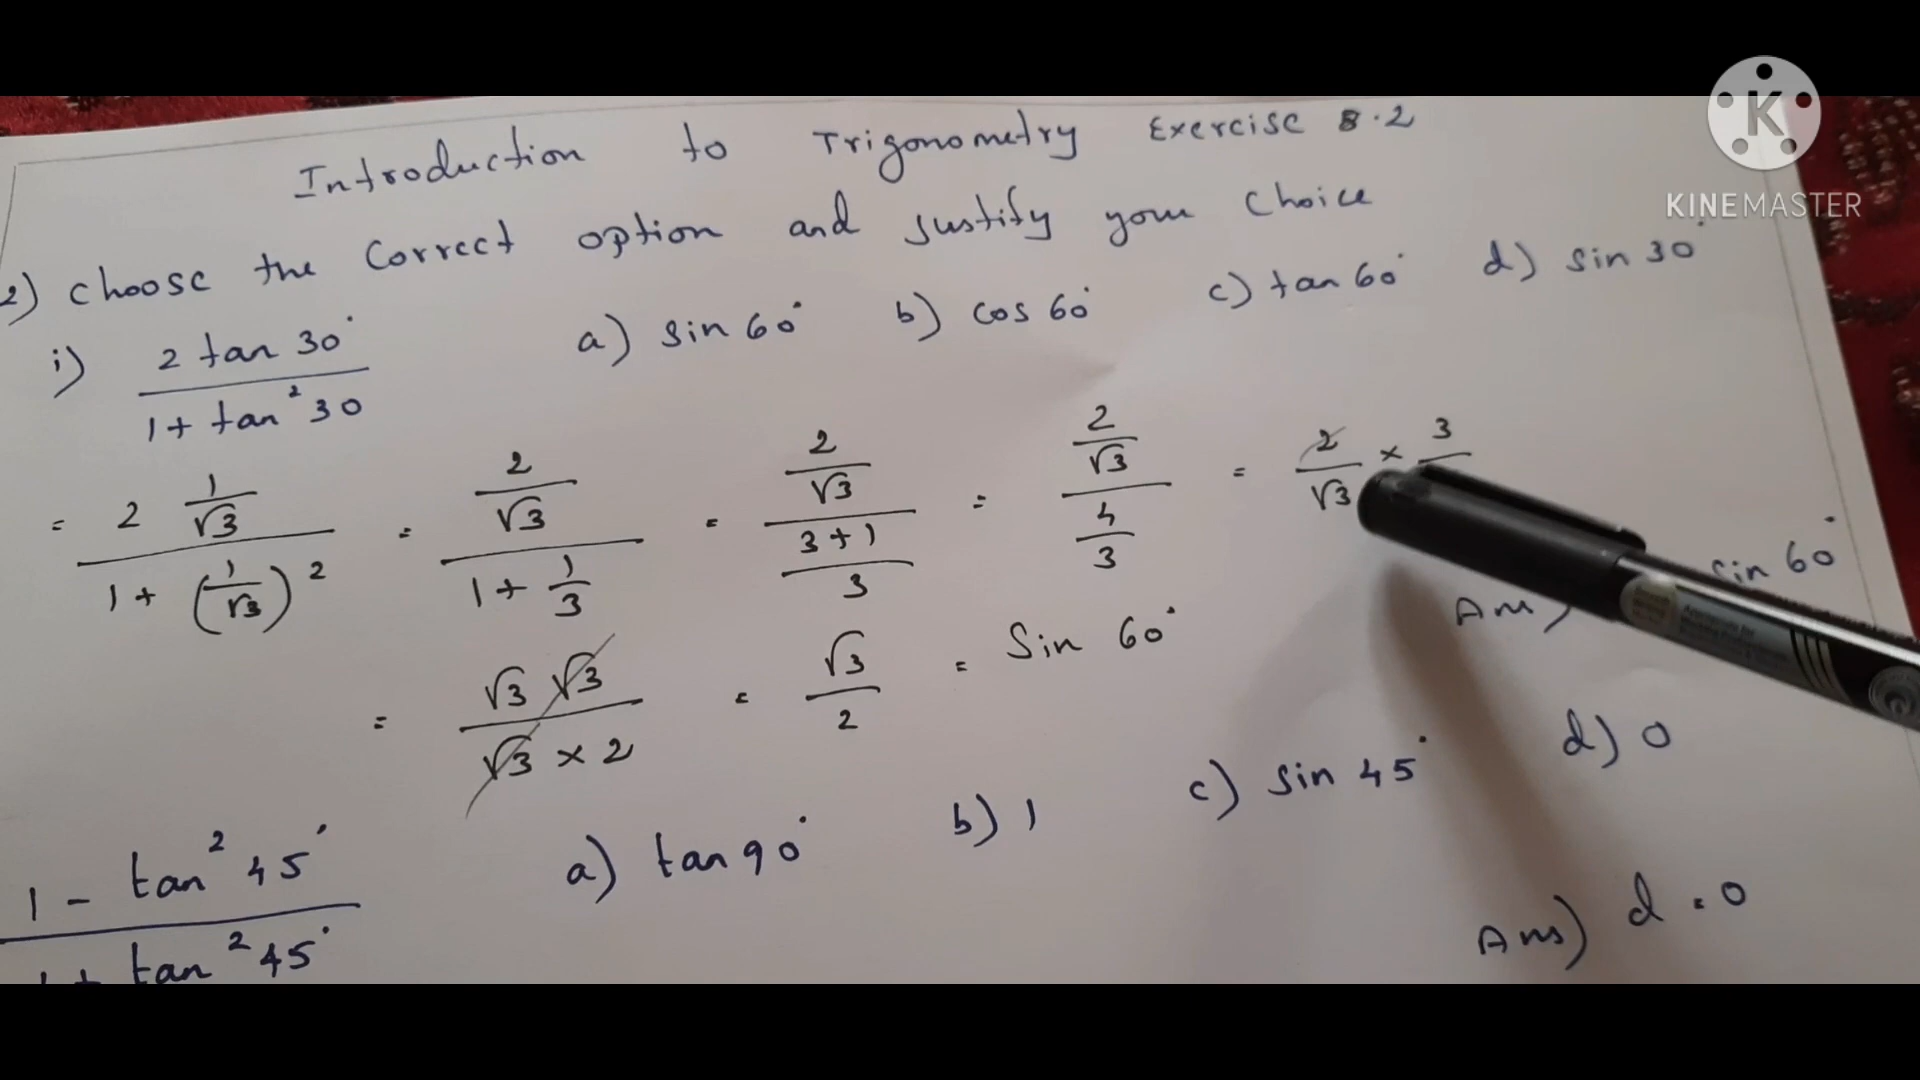 Introduction to Trigonometry Exercise 8.2
2) choose the correct option and justify your choice
i) 2 tan 30° / 1 + tan² 30 a) sin 60° b) cos 60° c) tan 60° d) sin 30°
= 2 1/√3 / 1 + (1/√3)² = 2/√3 / 1 + 1/3 = 2/√3 / 3+1/3 = 2/√3 / 4/3 = 2/√3 × 3
Ans) sin 60°
= √3 √3 / √3 × 2 = √3/2 = Sin 60°
1 - tan² 45° / 1 + tan² 45° a) tan 90° b) 1 c) sin 45° d) 0
Ans) d = 0
K
KINEMASTER